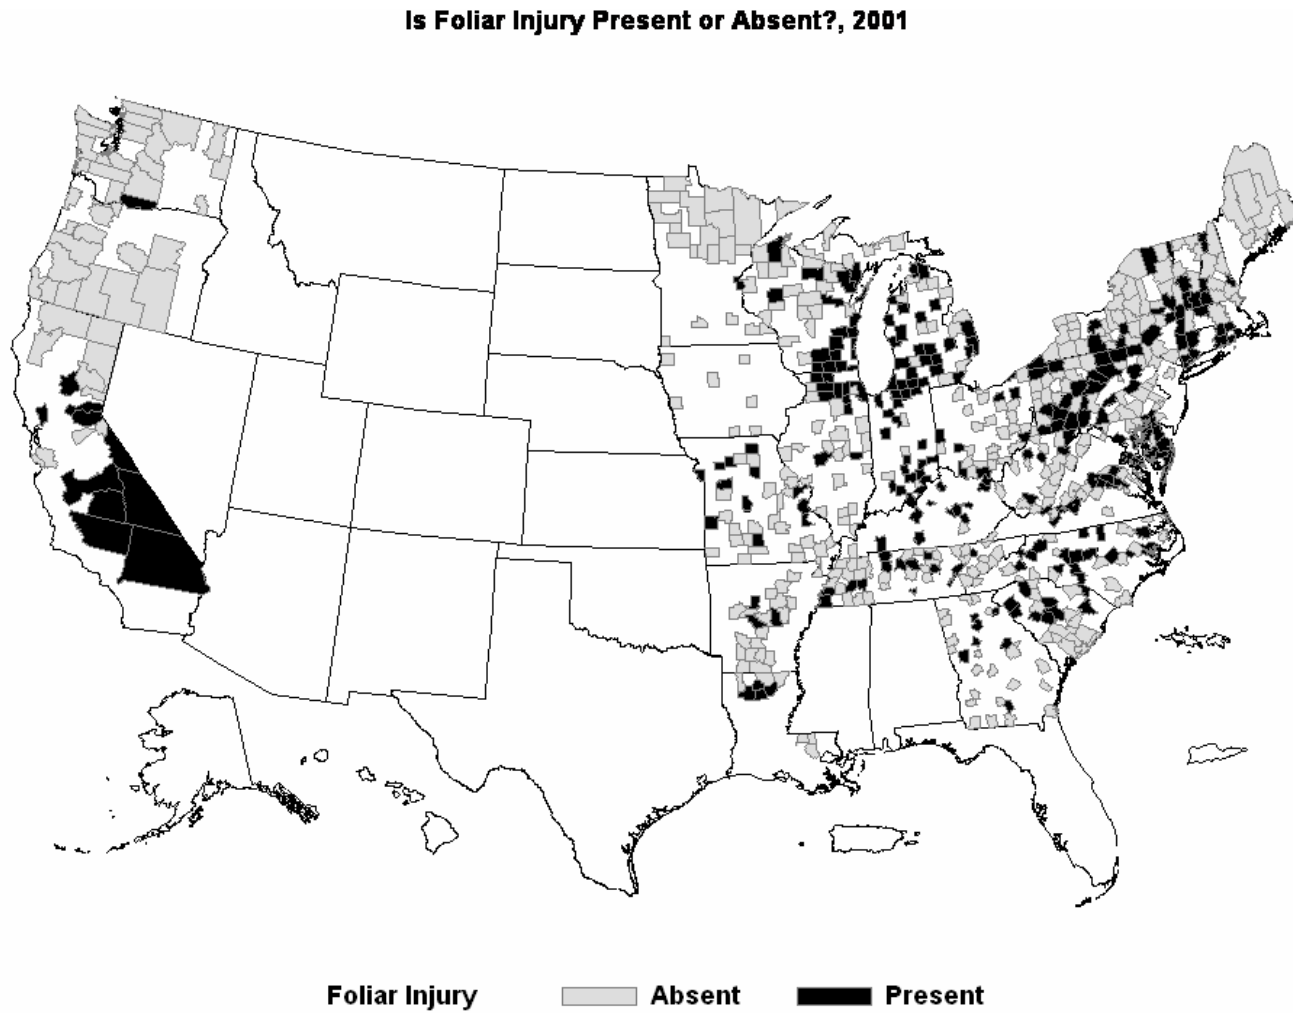 Is Foliar Injury Present or Absent?, 2001
Foliar Injury Absent Present